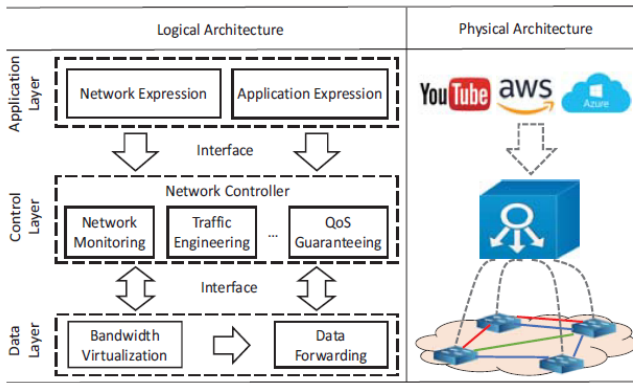 Logical Architecture
Physical Architecture
Application
Layer
Network Expression
Application Expression
YouTube
aws
Azure
Interface
Control
Layer
Network Controller
Network
Monitoring
Traffic
Engineering
...
QoS
Guaranteeing
Interface
Data
Layer
Bandwidth
Virtualization
Data
Forwarding